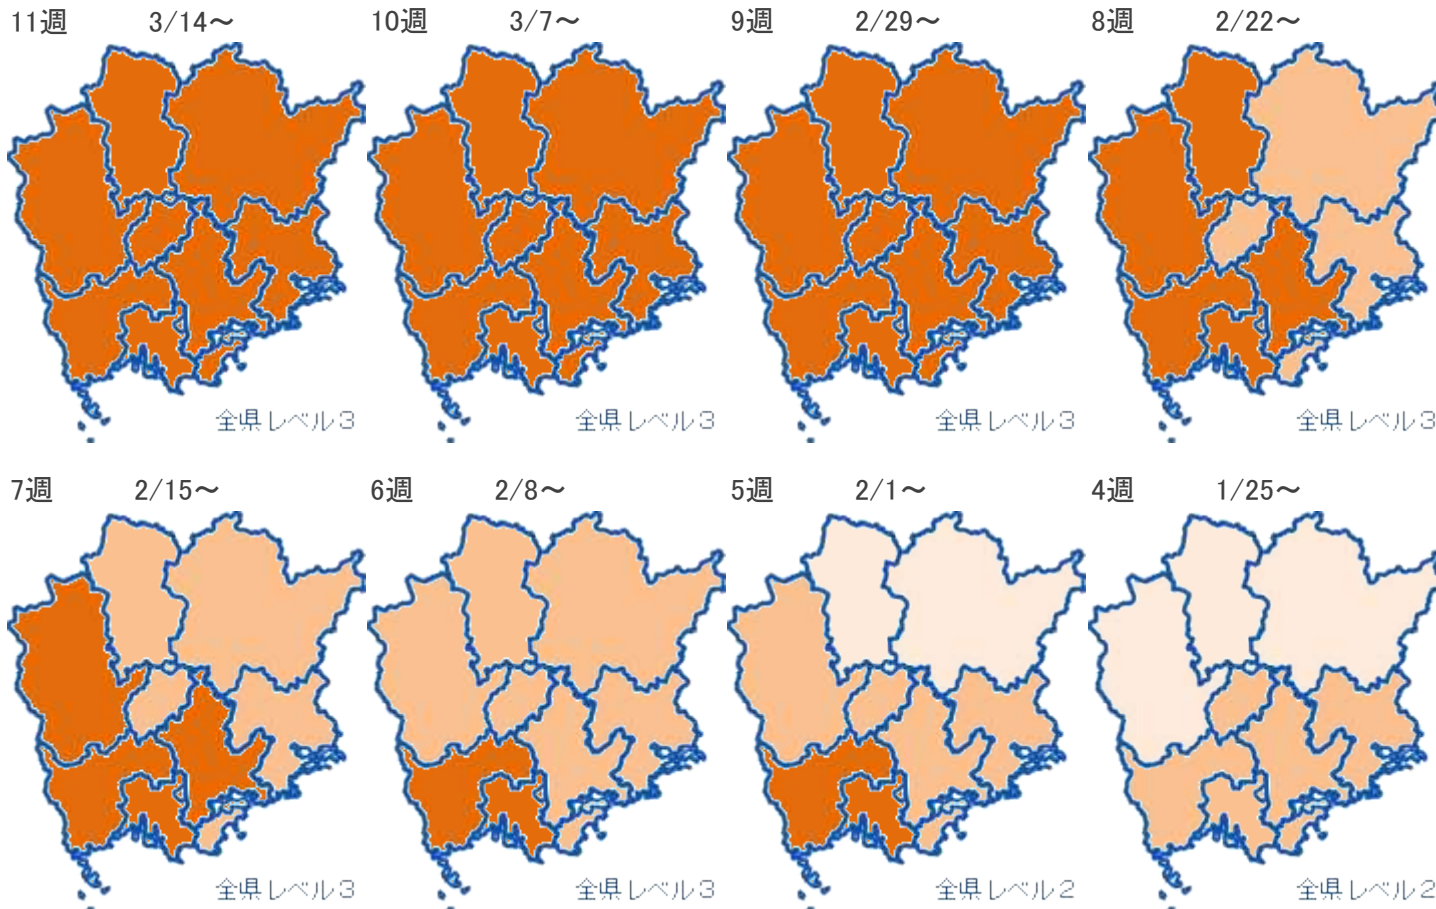 11週 3/14～
10週 3/7～
9週 2/29～
8週 2/22～
全県レベル3
全県レベル3
全県レベル3
全県レベル3
7週 2/15～
6週 2/8～
5週 2/1～
4週 1/25～
全県レベル3
全県レベル3
全県レベル2
全県レベル2